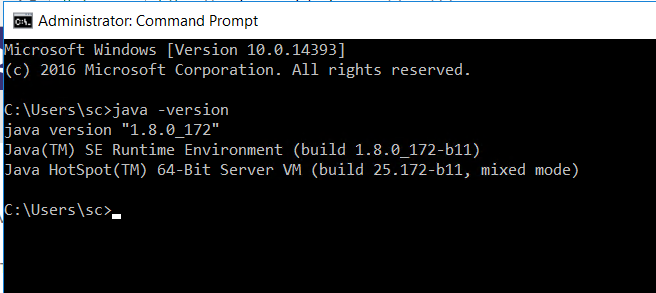 Administrator: Command Prompt
Microsoft Windows [Version 10.0.14393]
(c) 2016 Microsoft Corporation. All rights reserved.
C:\Users\sc>java -version
java version "1.8.0_172"
Java(TM) SE Runtime Environment (build 1.8.0_172-b11)
Java HotSpot(TM) 64-Bit Server VM (build 25.172-b11, mixed mode)
C:\Users\sc>